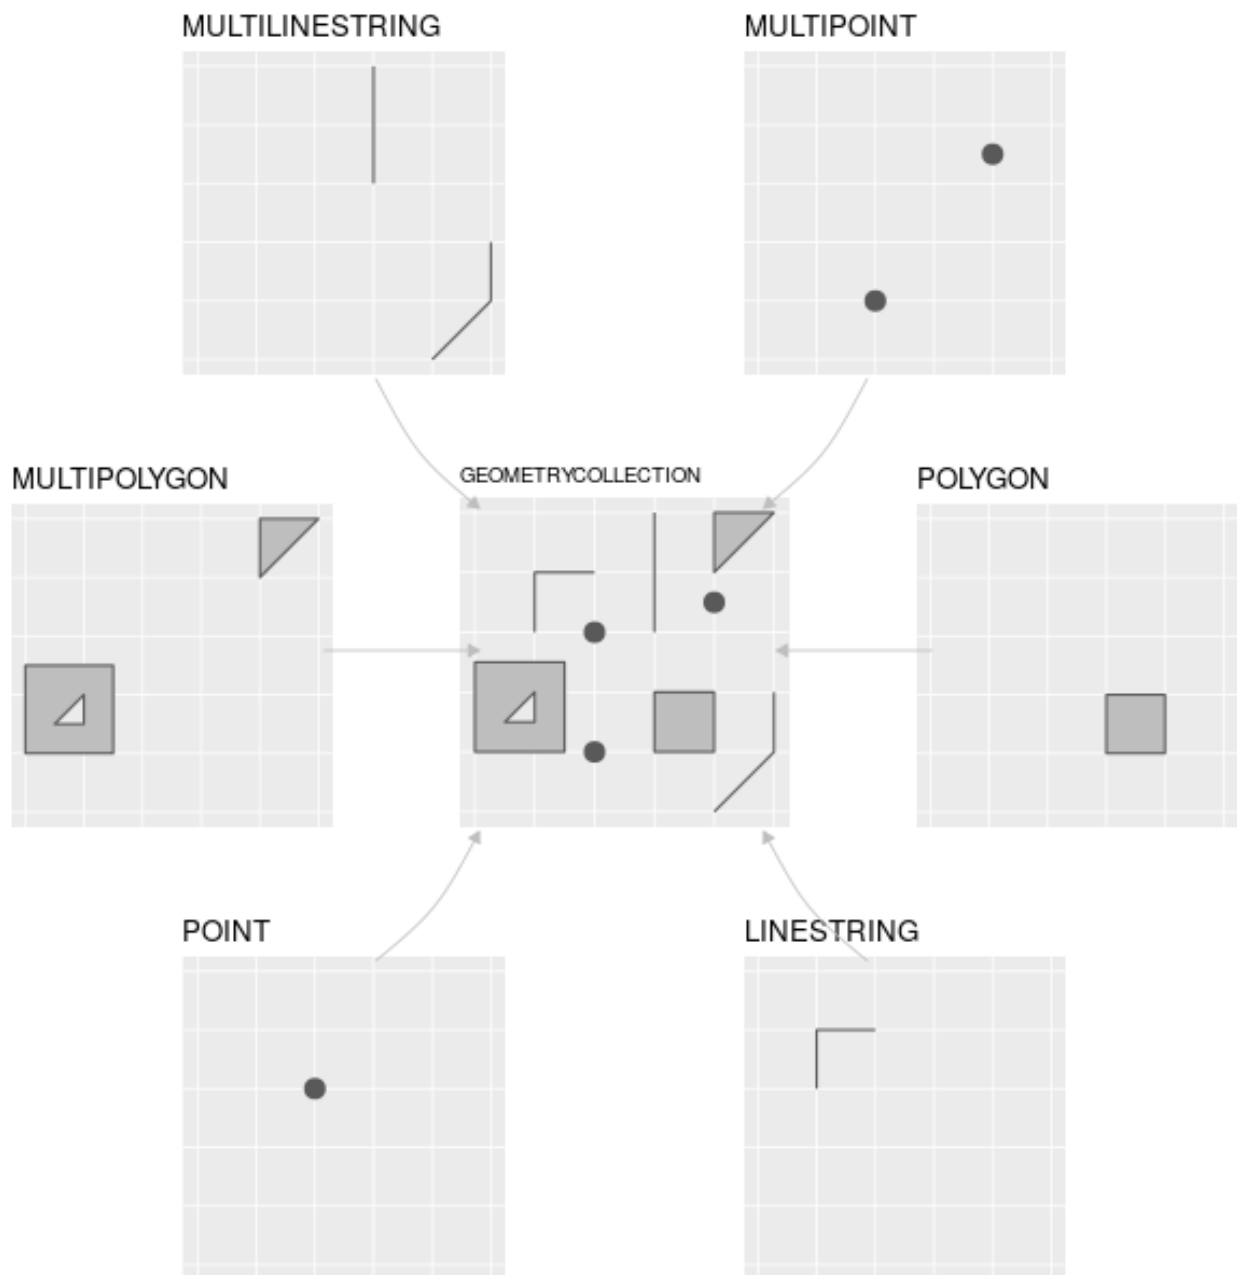 MULTILINESTRING
MULTIPOINT
MULTIPOLYGON
GEOMETRYCOLLECTION
POLYGON
POINT
LINESTRING